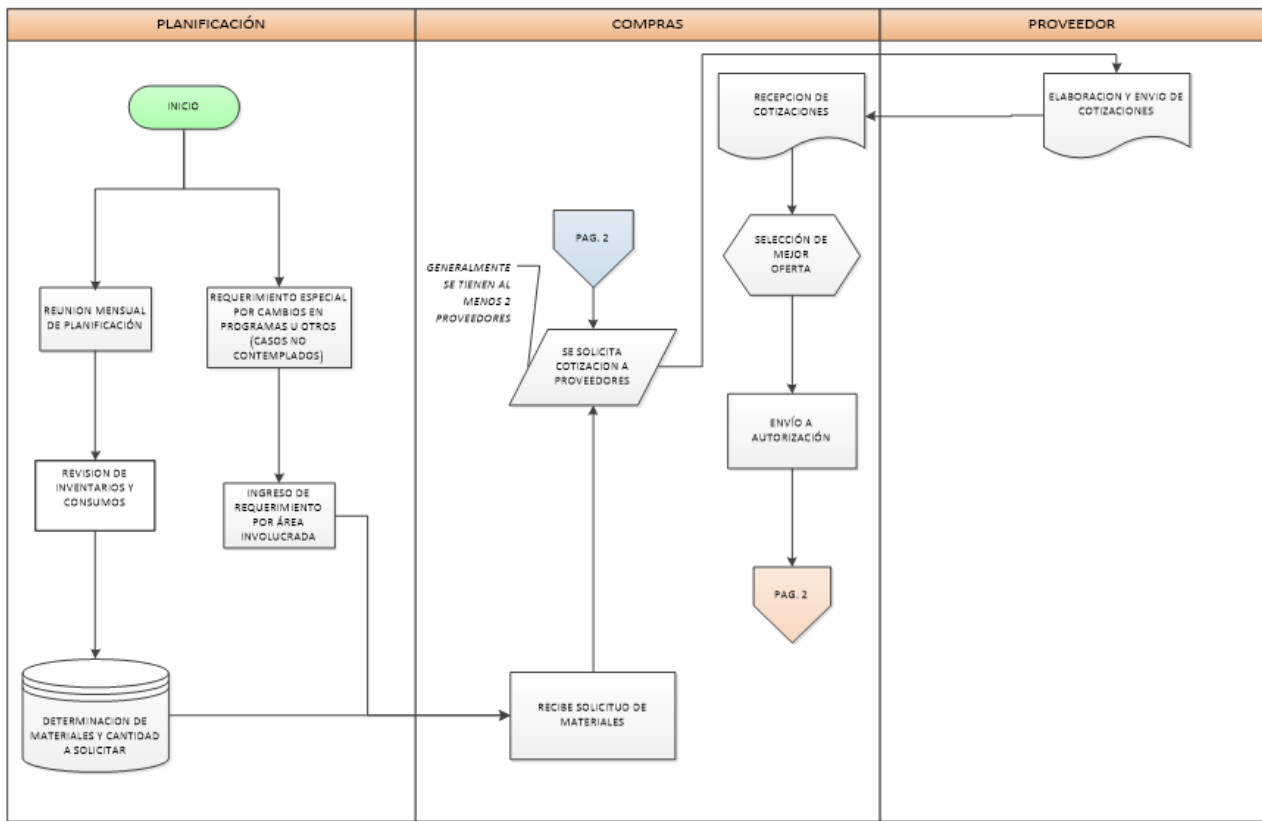 PLANIFICACIÓN
COMPRAS
PROVEEDOR
INICIO
REUNION MENSUAL
DE PLANIFICACIÓN
REQUERIMIENTO ESPECIAL
POR CAMBIOS EN
PROGRAMAS U OTROS
(CASOS NO
CONTEMPLADOS)
REVISION DE
INVENTARIOS Y
CONSUMOS
INGRESO DE
REQUERIMIENTO
POR ÁREA
INVOLUCRADA
DETERMINACION DE
MATERIALES Y CANTIDAD
A SOLICITAR
PAG. 2
GENERALMENTE
SE TIENEN AL
MENOS 2
PROVEEDORES
SE SOLICITA
COTIZACION A
PROVEEDORES
RECIBE SOLICITUD DE
MATERIALES
RECEPCION DE
COTIZACIONES
SELECCIÓN DE
MEJOR
OFERTA
ENVÍO A
AUTORIZACIÓN
PAG. 2
ELABORACION Y ENVIO DE
COTIZACIONES